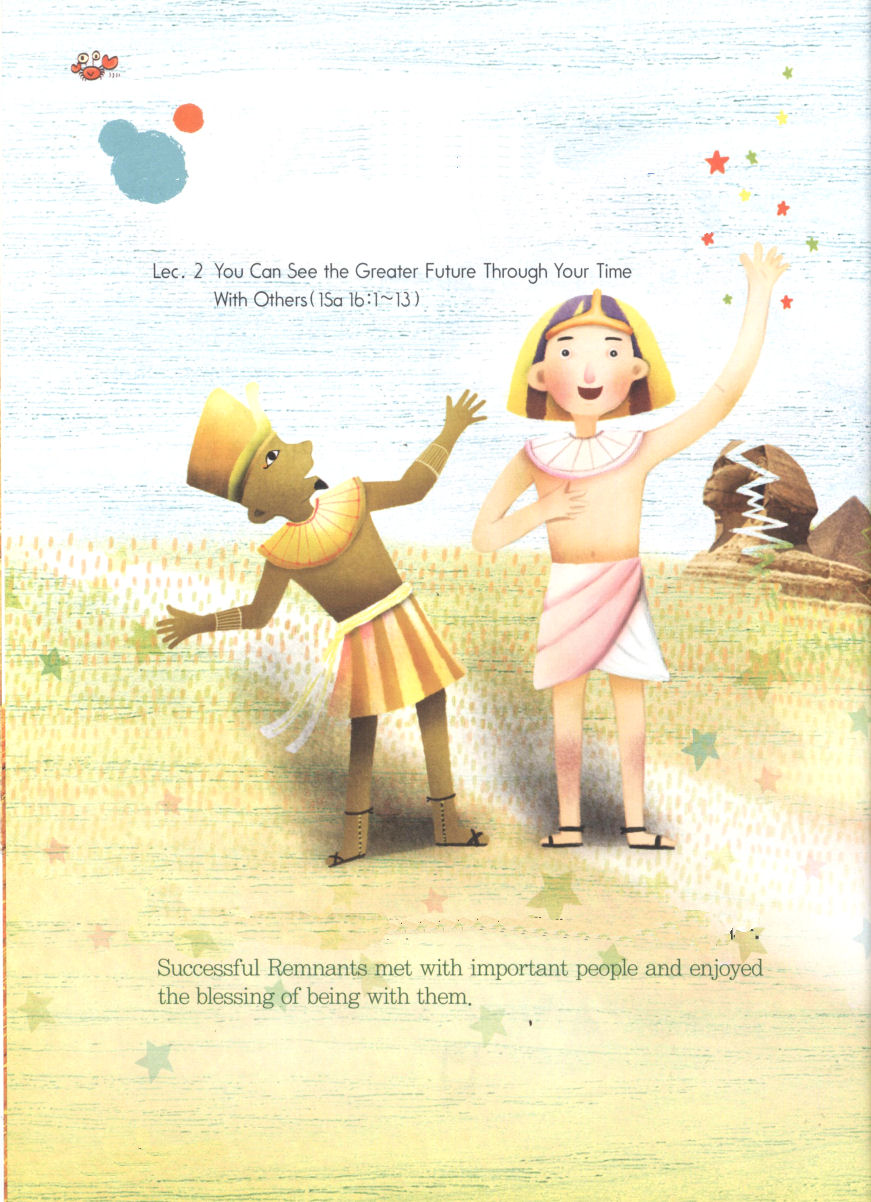 Lec. 2 You Can See the Greater Future Through Your Time
With Others(1Sa 16:1~13)
Successful Remnants met with important people and enjoyed
the blessing of being with them.